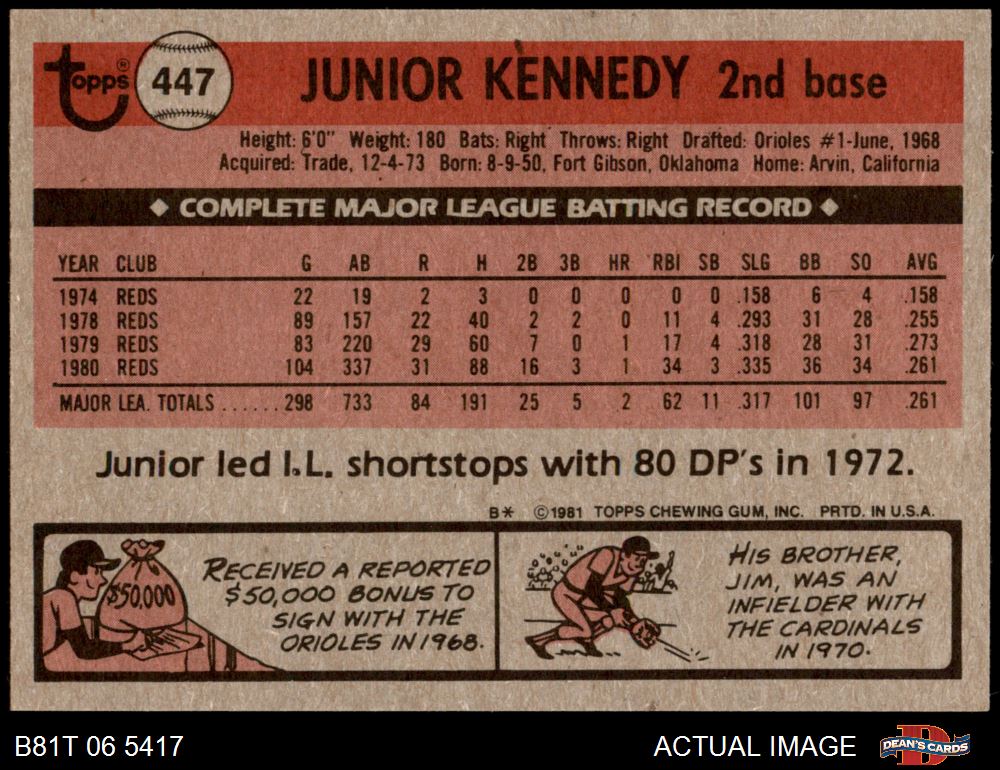 topps® 447 JUNIOR KENNEDY 2nd base
Height: 6'0" Weight: 180 Bats: Right Throws: Right Drafted: Orioles #1-June, 1968
Acquired: Trade, 12-4-73 Born: 8-9-50, Fort Gibson, Oklahoma Home: Arvin, California
◆ COMPLETE MAJOR LEAGUE BATTING RECORD ◆
YEAR CLUB G AB R H 2B 3B HR RBI SB SLG BB SO AVG
1974 REDS 22 19 2 3 0 0 0 0 0 .158 6 4 .158
1978 REDS 89 157 22 40 2 2 0 11 4 .293 31 28 .255
1979 REDS 83 220 29 60 7 0 1 17 4 .318 28 31 .273
1980 REDS 104 337 31 88 16 3 1 34 3 .335 36 34 .261
MAJOR LEA. TOTALS ...... 298 733 84 191 25 5 2 62 11 .317 101 97 .261
Junior led I.L. shortstops with 80 DP's in 1972.
B* ©1981 TOPPS CHEWING GUM, INC. PRTD. IN U.S.A.
$50,000
RECEIVED A REPORTED
$50,000 BONUS TO
SIGN WITH THE
ORIOLES IN 1968.
HIS BROTHER,
JIM, WAS AN
INFIELDER WITH
THE CARDINALS
IN 1970.
B81T 06 5417 ACTUAL IMAGE D DEAN'S CARDS